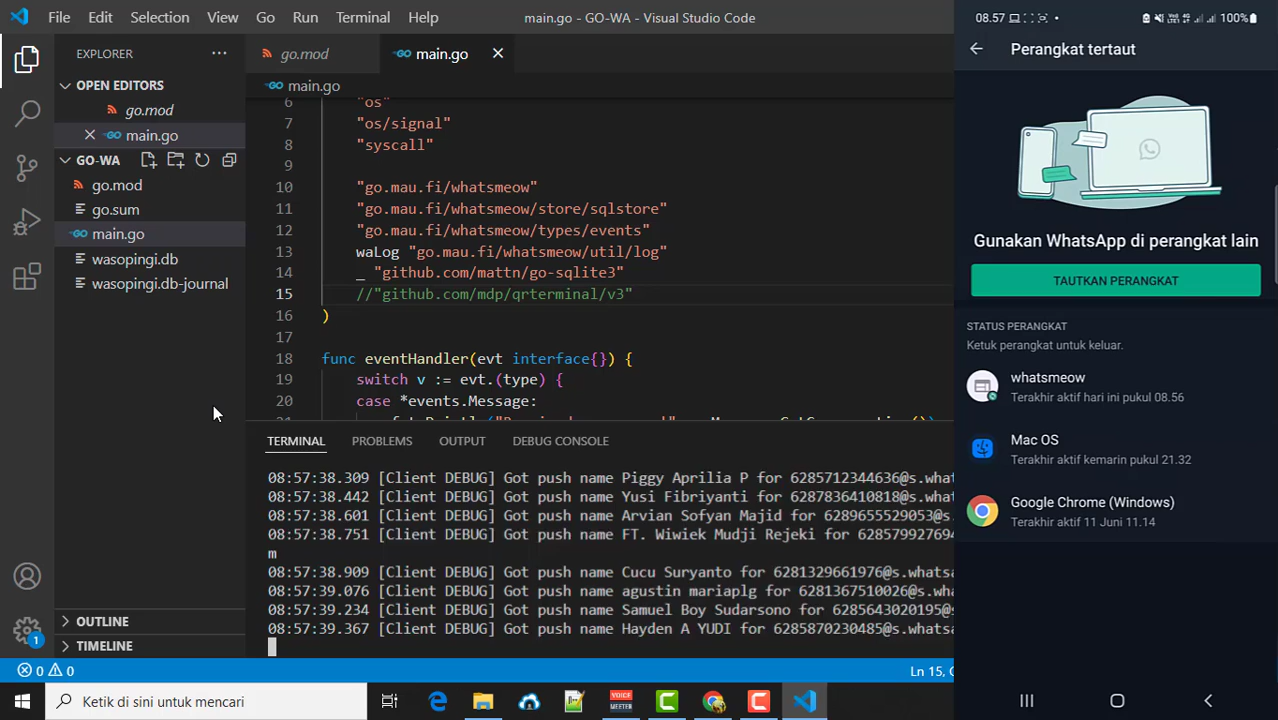 File Edit Selection View Go Run Terminal Help
main.go - GO-WA - Visual Studio Code
EXPLORER ···
OPEN EDITORS
go.mod
main.go
GO-WA
go.mod
go.sum
main.go
wasopingi.db
wasopingi.db-journal
OUTLINE
TIMELINE
1
go.mod
main.go
main.go
6 "os"
7 "os/signal"
8 "syscall"
9
10 "go.mau.fi/whatsmeow"
11 "go.mau.fi/whatsmeow/store/sqlstore"
12 "go.mau.fi/whatsmeow/types/events"
13 waLog "go.mau.fi/whatsmeow/util/log"
14 _ "github.com/mattn/go-sqlite3"
15 //"github.com/mdp/qrterminal/v3"
16 )
17
18 func eventHandler(evt interface{}) {
19 switch v := evt.(type) {
20 case *events.Message:
TERMINAL PROBLEMS OUTPUT DEBUG CONSOLE
08:57:38.309 [Client DEBUG] Got push name Piggy Aprilia P for 6285712344636@s.wha
08:57:38.442 [Client DEBUG] Got push name Yusi Fibriyanti for 6287836410818@s.wha
08:57:38.601 [Client DEBUG] Got push name Arvian Sofyan Majid for 6289655529053@s
08:57:38.751 [Client DEBUG] Got push name FT. Wiwiek Mudji Rejeki for 62857992769
m
08:57:38.909 [Client DEBUG] Got push name Cucu Suryanto for 6281329661976@s.whats
08:57:39.076 [Client DEBUG] Got push name agustin mariaplg for 6281367510026@s.wh
08:57:39.234 [Client DEBUG] Got push name Samuel Boy Sudarsono for 6285643020195@s
08:57:39.367 [Client DEBUG] Got push name Hayden A YUDI for 6285870230485@s.whats
0 0
Ln 15,
Ketik di sini untuk mencari
VOICE
MEETER
08.57
100%
Perangkat tertaut
Gunakan WhatsApp di perangkat lain
TAUTKAN PERANGKAT
STATUS PERANGKAT
Ketuk perangkat untuk keluar.
whatsmeow
Terakhir aktif hari ini pukul 08.56
Mac OS
Terakhir aktif kemarin pukul 21.32
Google Chrome (Windows)
Terakhir aktif 11 Juni 11.14